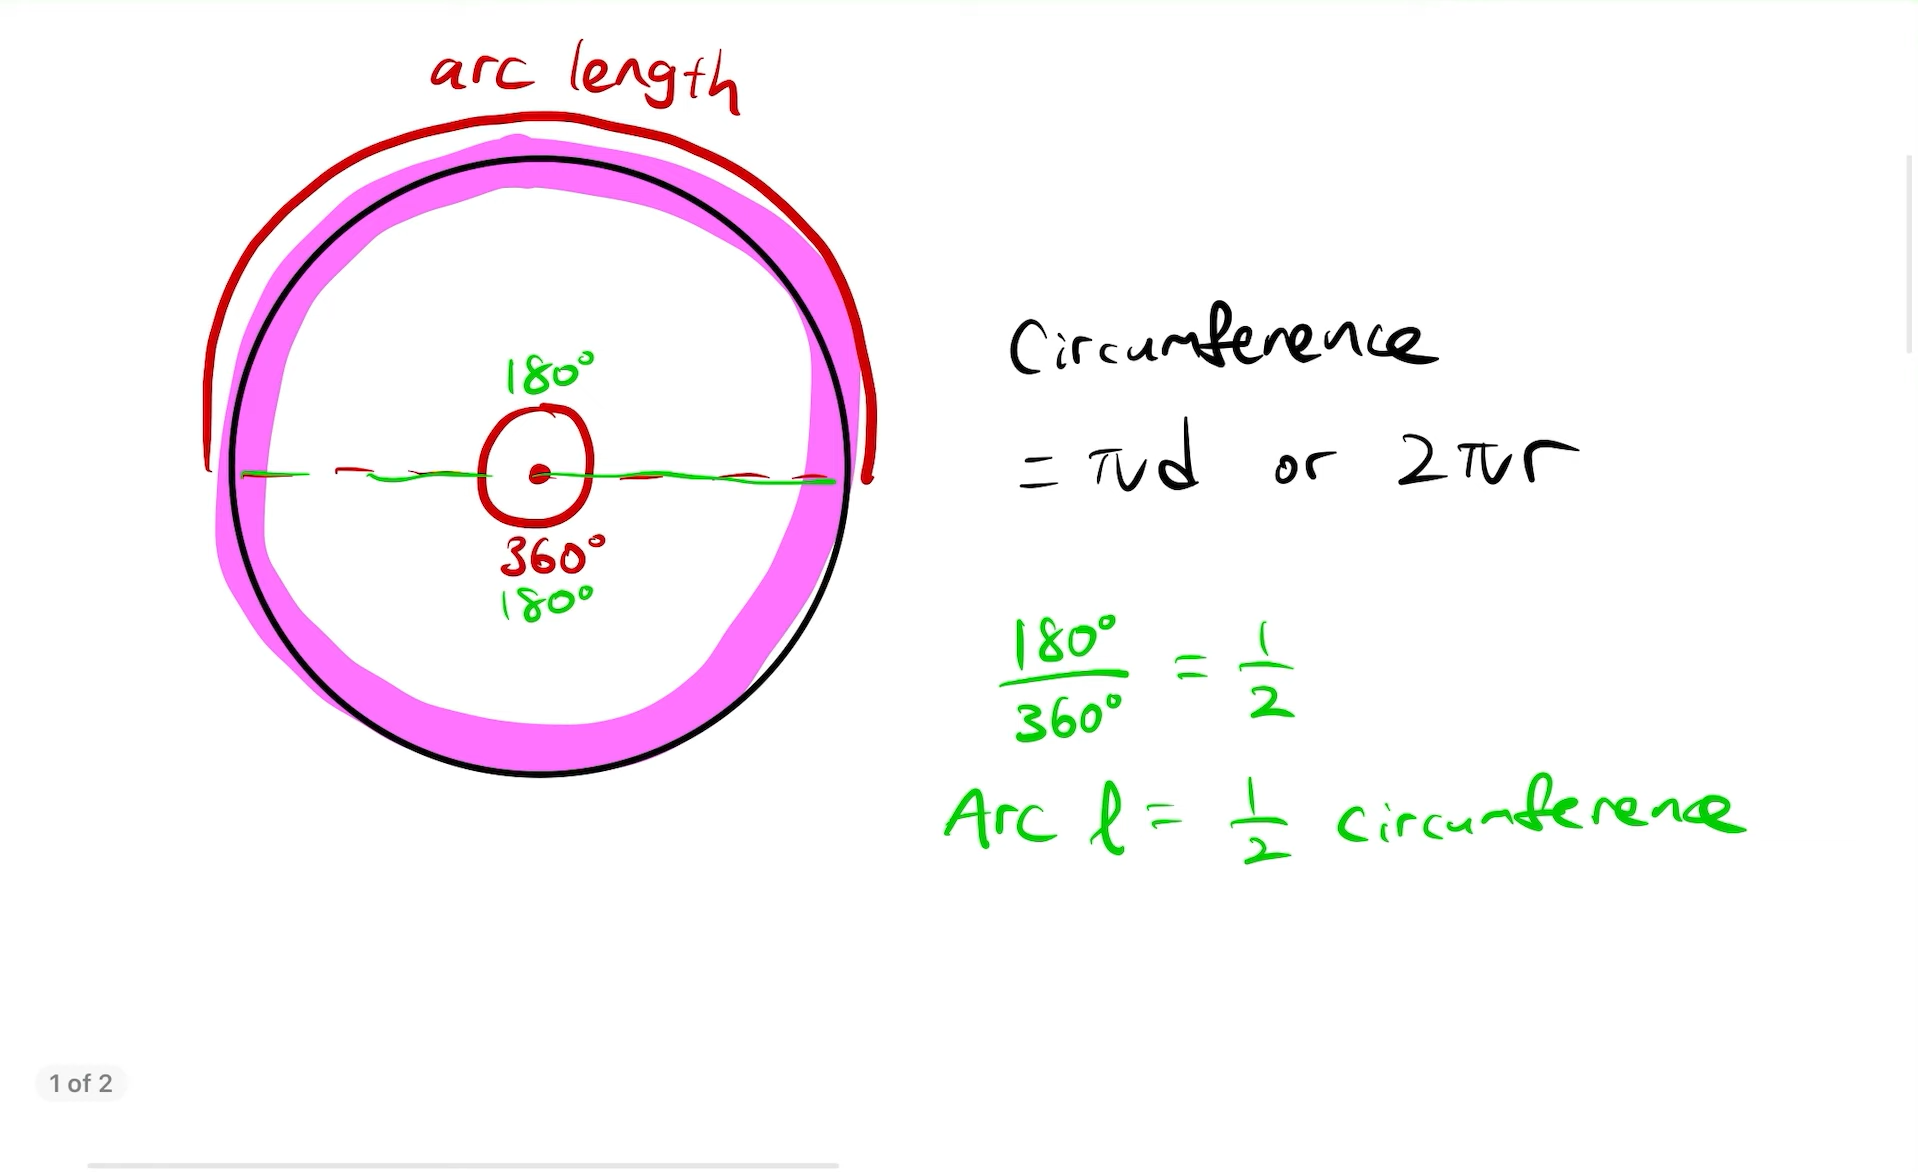 arc length
180°
360°
180°
Circumference
= πd or 2πr
180°/360° = 1/2
Arc l = 1/2 circumference
1 of 2